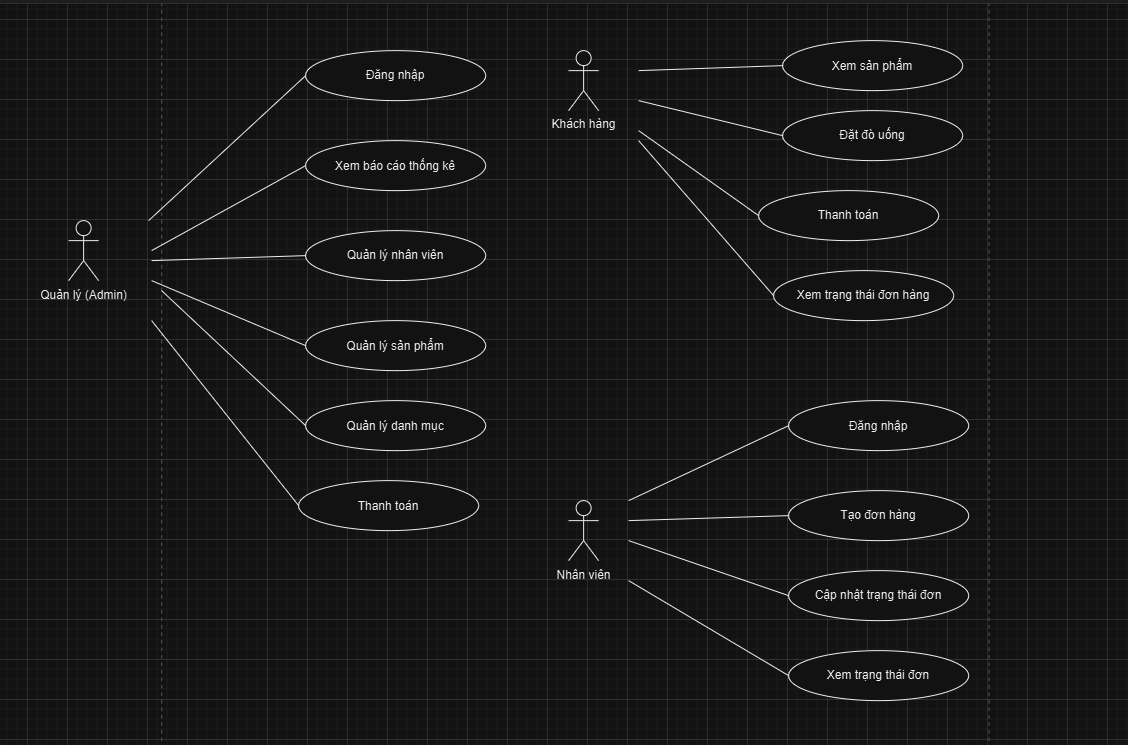 Đăng nhập
Xem báo cáo thống kê
Quản lý nhân viên
Quản lý (Admin)
Quản lý sản phẩm
Quản lý danh mục
Thanh toán
Khách hàng
Xem sản phẩm
Đặt đò uống
Thanh toán
Xem trạng thái đơn hàng
Nhân viên
Đăng nhập
Tạo đơn hàng
Cập nhật trạng thái đơn
Xem trạng thái đơn